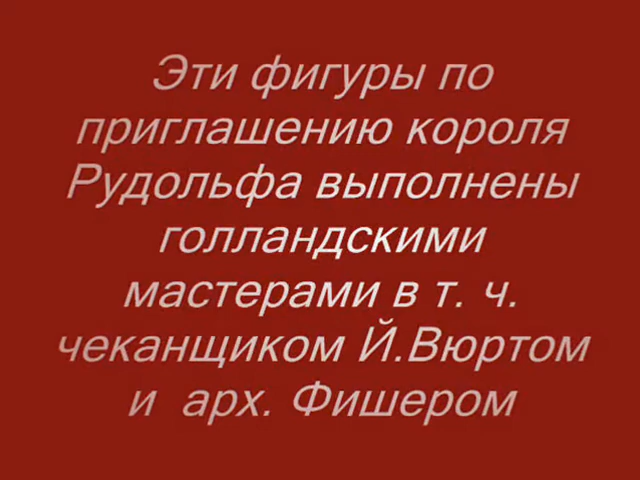 Эти фигуры по
приглашению короля
Рудольфа выполнены
голландскими
мастерами в т. ч.
чеканщиком Й.Вюртом
и арх. Фишером